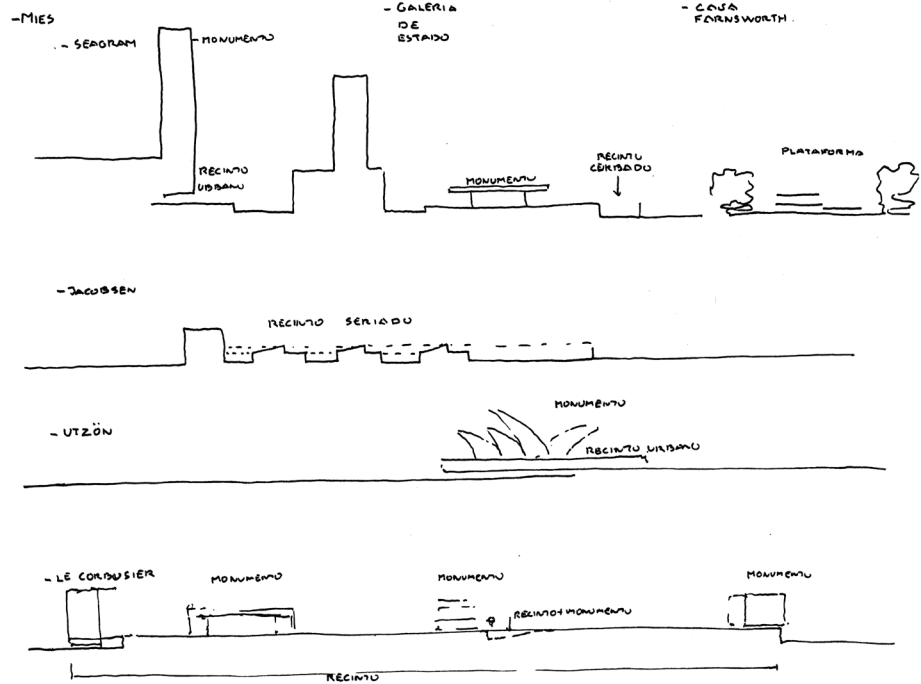 -MIES
- SEAGRAM
- MONUMENTO
- GALERIA
DE
ESTADO
- CASA
FARNSWORTH.
RECINTO
URBANO
MONUMENTO
RECINTO
CERRADO
PLATAFORMA
-JACOBSEN
RECINTO SERIADO
- UTZÖN
MONUMENTO
RECINTO URBANO
- LE CORBUSIER
MONUMENTO
MONUMENTO
RECINTO+MONUMENTO
MONUMENTO
RECINTO